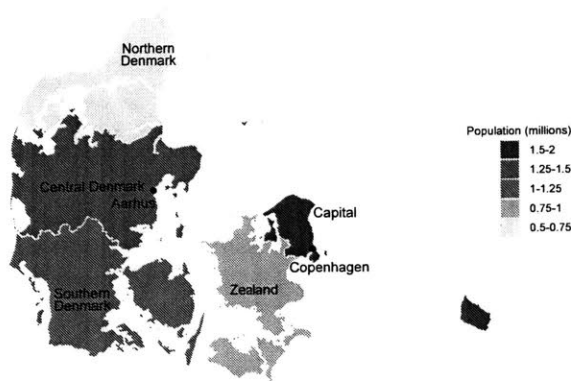 Northern
Denmark
Population (millions)
1.5-2
1.25-1.5
1-1.25
0.75-1
0.5-0.75
Central Denmark
Aarhus
Capital
Copenhagen
Southern
Denmark
Zealand